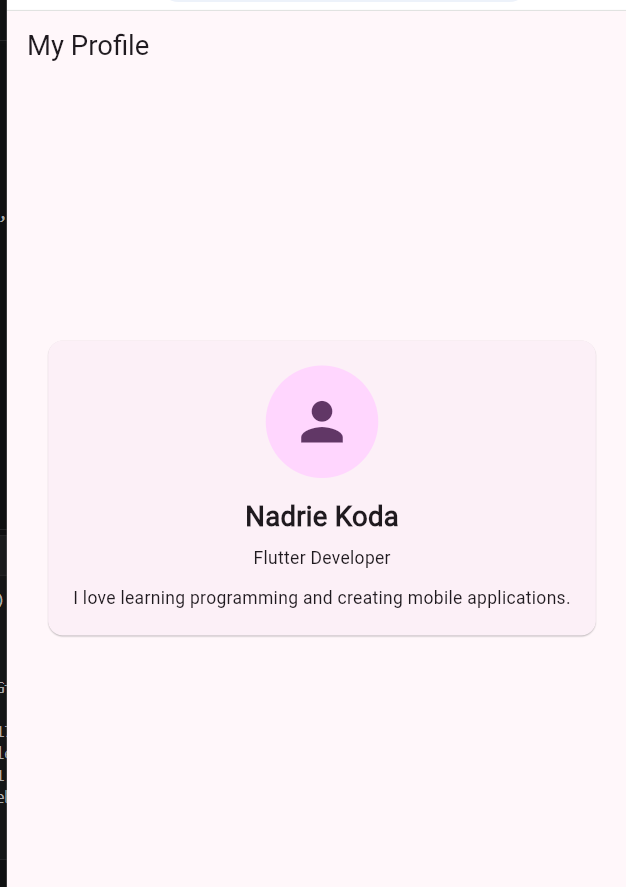 My Profile
Nadrie Koda
Flutter Developer
I love learning programming and creating mobile applications.